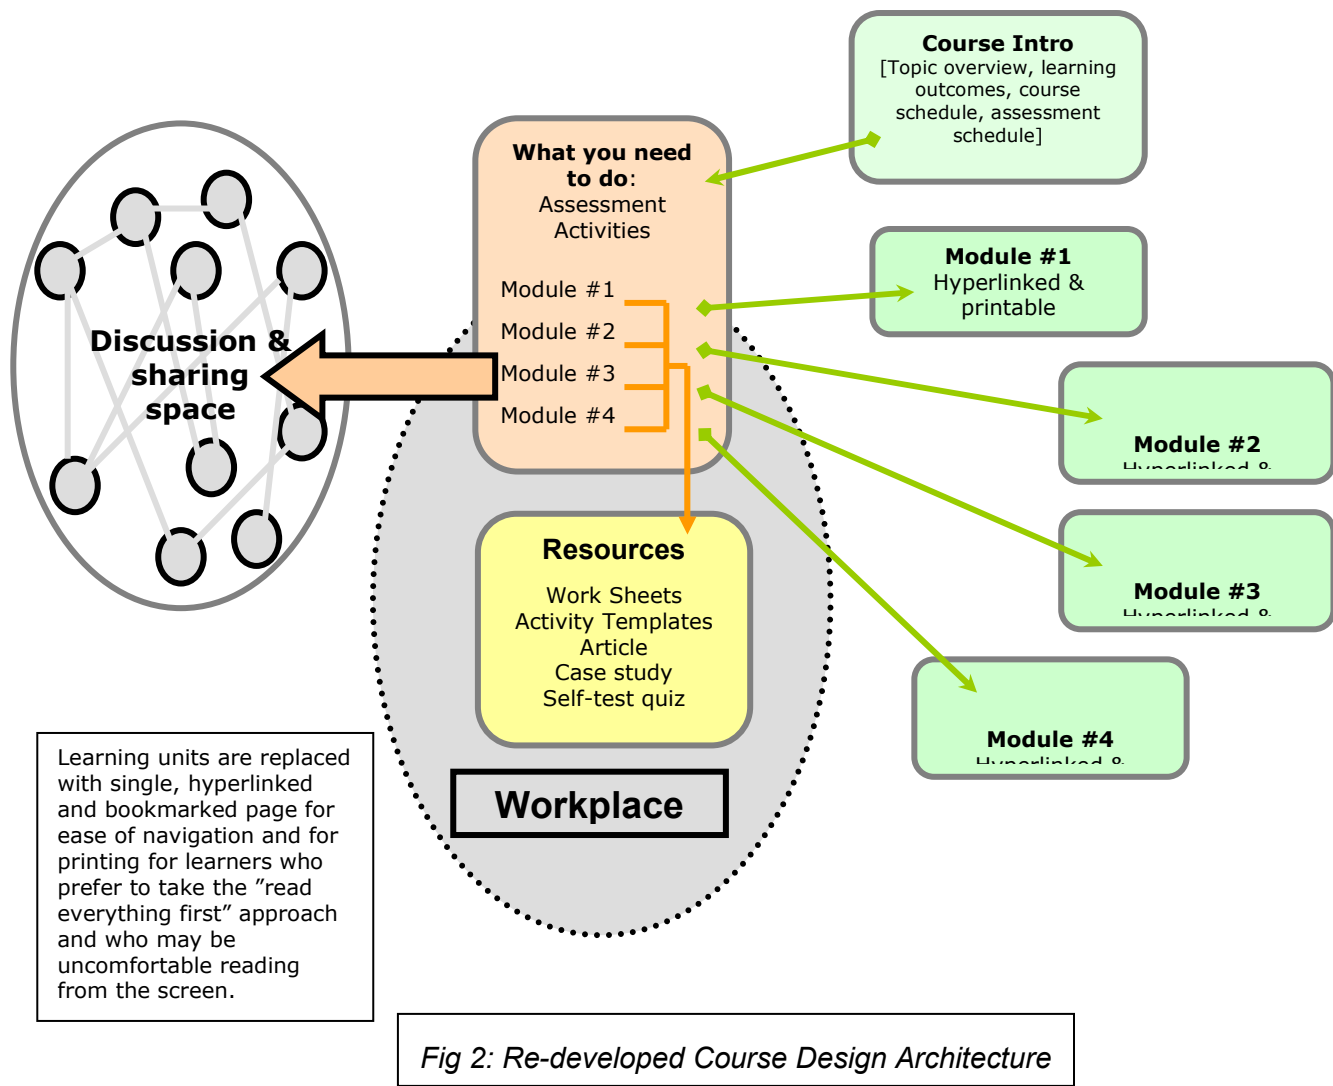 Course Intro
[Topic overview, learning
outcomes, course
schedule, assessment
schedule]
What you need
to do:
Assessment
Activities
Module #1
Module #2
Module #3
Module #4
Module #1
Hyperlinked &
printable
Module #2
Hyperlinked &
Module #3
Hyperlinked &
Module #4
Hyperlinked &
Discussion &
sharing
space
Resources
Work Sheets
Activity Templates
Article
Case study
Self-test quiz
Workplace
Learning units are replaced
with single, hyperlinked
and bookmarked page for
ease of navigation and for
printing for learners who
prefer to take the ”read
everything first” approach
and who may be
uncomfortable reading
from the screen.
Fig 2: Re-developed Course Design Architecture